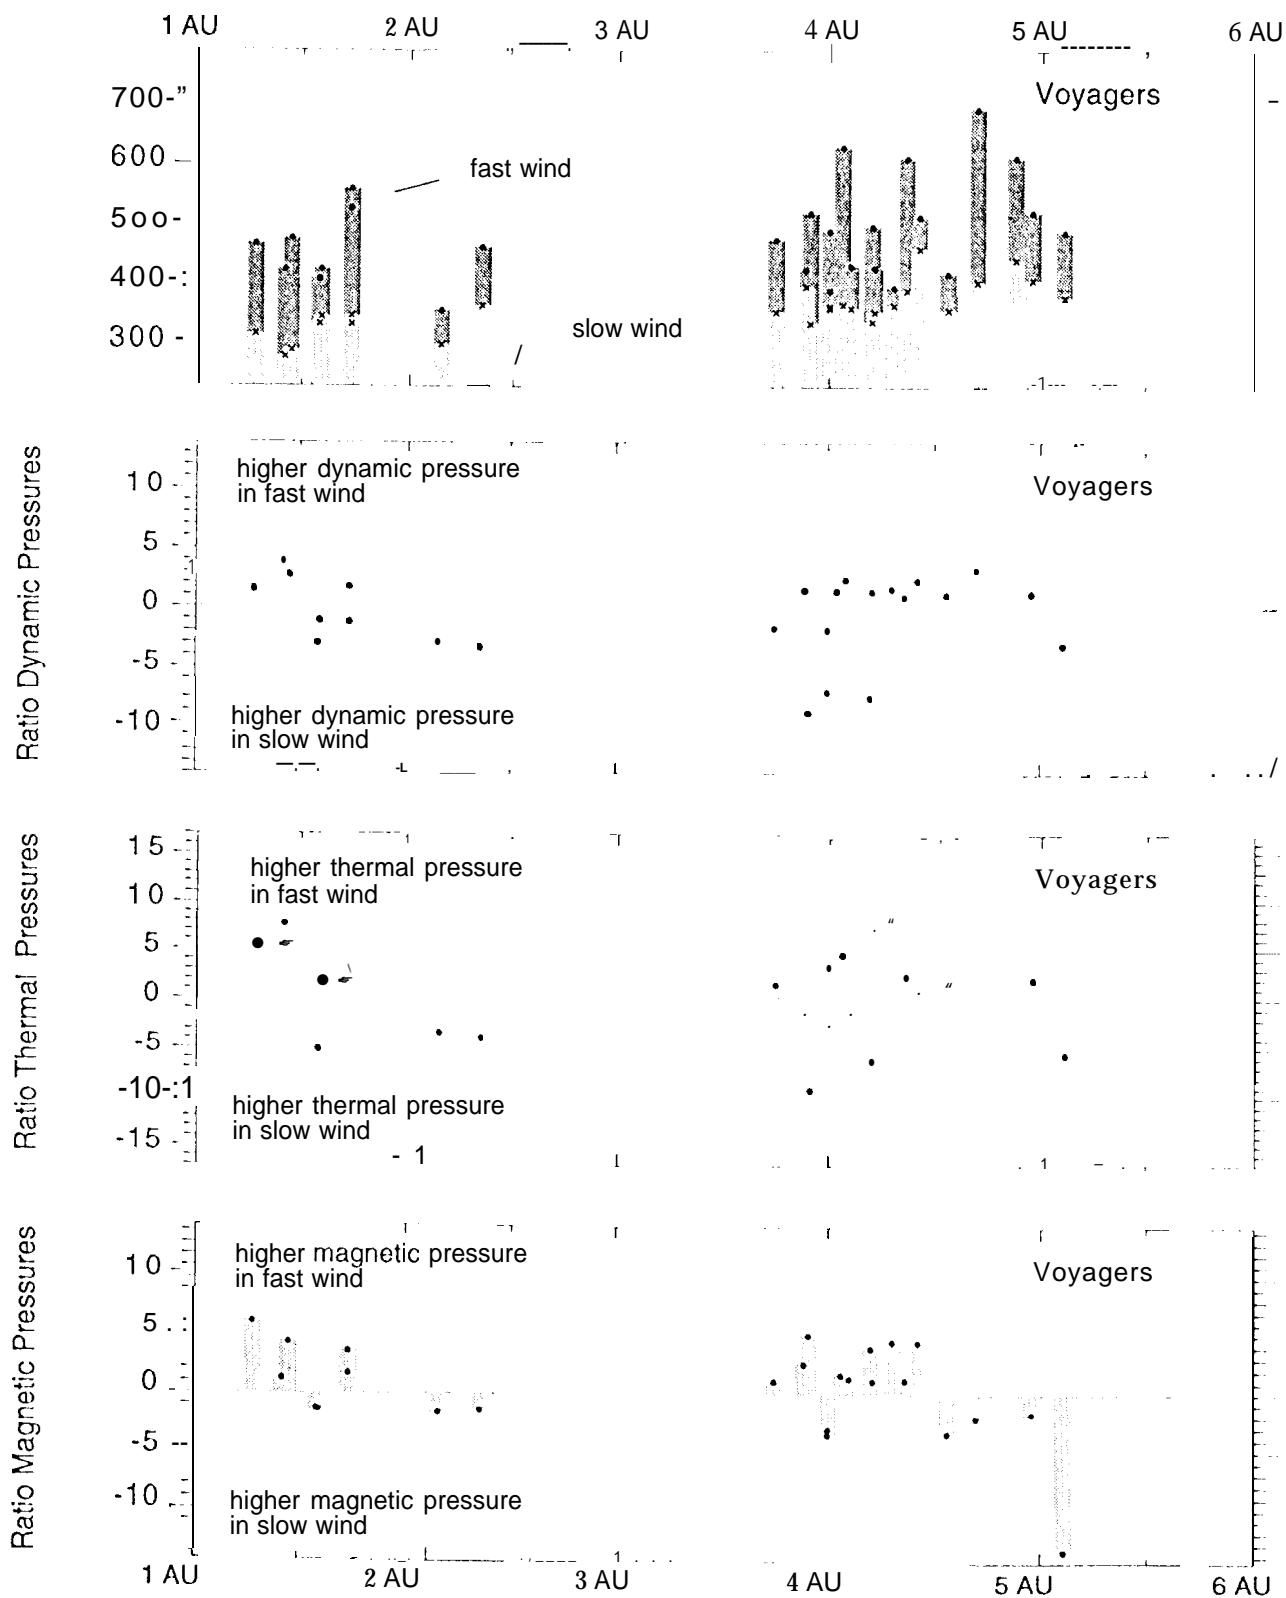 1 AU 2 AU 3 AU 4 AU 5 AU 6 AU
700-”
Voyagers
600
fast wind
5oo-
400-:
slow wind
300 -
Ratio Dynamic Pressures
higher dynamic pressure
in fast wind
Voyagers
10
5
0
-5
-10
higher dynamic pressure
in slow wind
Ratio Thermal Pressures
15
higher thermal pressure
in fast wind
Voyagers
10
5
0
-5
-10-:1
higher thermal pressure
in slow wind
-15
- 1
Ratio Magnetic Pressures
higher magnetic pressure
in fast wind
Voyagers
10
5
0
-5
-10
higher magnetic pressure
in slow wind
1 AU 2 AU 3 AU 4 AU 5 AU 6 AU